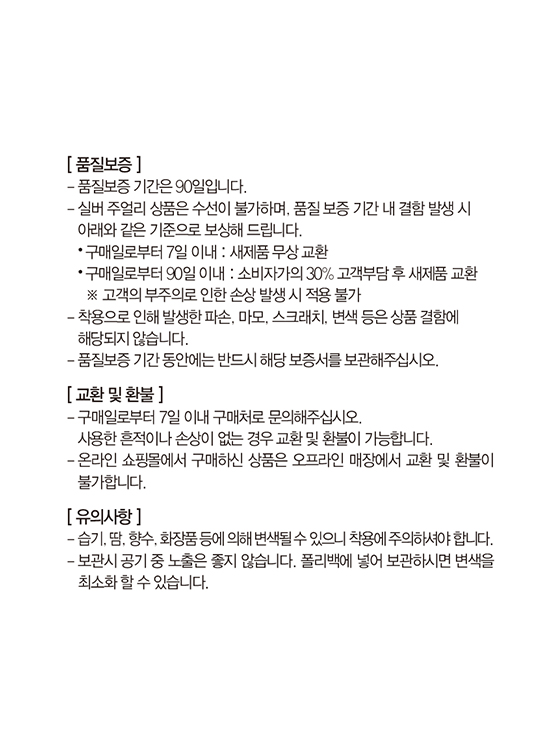 [ 품질보증 ]
– 품질보증 기간은 90일입니다.
– 실버 주얼리 상품은 수선이 불가하며, 품질 보증 기간 내 결함 발생 시
아래와 같은 기준으로 보상해 드립니다.
• 구매일로부터 7일 이내 : 새제품 무상 교환
• 구매일로부터 90일 이내 : 소비자가의 30% 고객부담 후 새제품 교환
※ 고객의 부주의로 인한 손상 발생 시 적용 불가
– 착용으로 인해 발생한 파손, 마모, 스크래치, 변색 등은 상품 결함에
해당되지 않습니다.
– 품질보증 기간 동안에는 반드시 해당 보증서를 보관해주십시오.
[ 교환 및 환불 ]
– 구매일로부터 7일 이내 구매처로 문의해주십시오.
사용한 흔적이나 손상이 없는 경우 교환 및 환불이 가능합니다.
– 온라인 쇼핑몰에서 구매하신 상품은 오프라인 매장에서 교환 및 환불이
불가합니다.
[ 유의사항 ]
– 습기, 땀, 향수, 화장품 등에 의해 변색될 수 있으니 착용에 주의하셔야 합니다.
– 보관시 공기 중 노출은 좋지 않습니다. 폴리백에 넣어 보관하시면 변색을
최소화 할 수 있습니다.